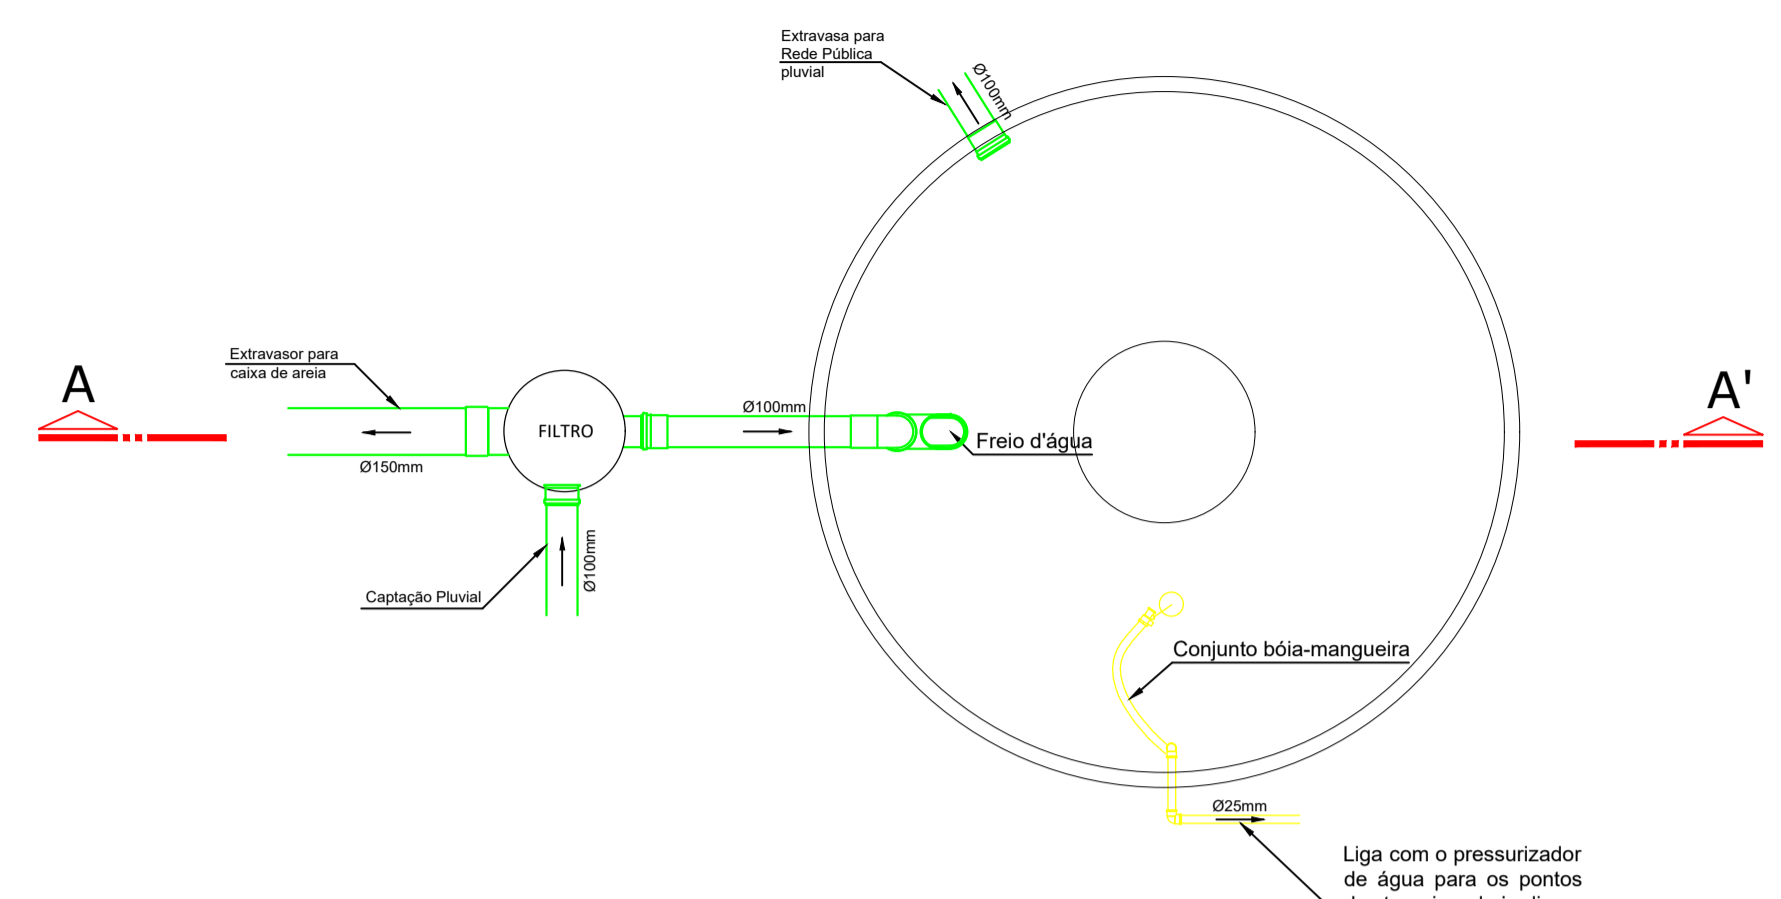 Extravasa para
Rede Pública
pluvial
Ø100mm
A
Extravasor para
caixa de areia
Ø150mm
FILTRO
Ø100mm
Freio d'água
A'
Captação Pluvial
Ø100mm
Conjunto bóia-mangueira
Ø25mm
Liga com o pressurizador
de água para os pontos